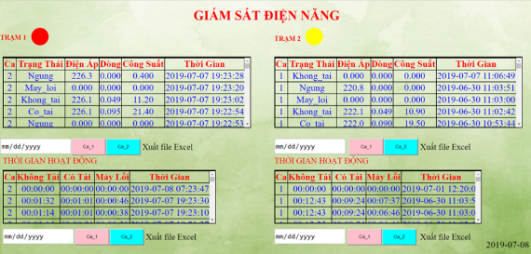 GIÁM SÁT ĐIỆN NĂNG
TRẠM 1
Ca Trạng Thái Điện Áp Dòng Công Suất Thời Gian
2 Ngung 226.3 0.000 0.400 2019-07-07 19:23:28
2 May_loi 0.000 0.000 0.000 2019-07-07 19:23:20
2 Khong_tai 226.1 0.049 11.20 2019-07-07 19:23:02
2 Co_tai 226.1 0.095 21.40 2019-07-07 19:22:54
2 Ngung 0.000 0.000 0.000 2019-07-07 19:22:53
mm/dd/yyyy Ca_1 Ca_2 Xuất file Excel
THỜI GIAN HOẠT ĐỘNG
Ca Không Tải Có Tải Máy Lỗi Thời Gian
2 00:00:00 00:00:00 00:00:00 2019-07-08 07:23:47
2 00:01:32 00:01:01 00:00:46 2019-07-07 19:23:30
2 00:01:14 00:01:01 00:00:38 2019-07-07 19:23:10
mm/dd/yyyy Ca_1 Ca_2 Xuất file Excel
TRẠM 2
Ca Trạng Thái Điện Áp Dòng Công Suất Thời Gian
1 Khong_tai 0.000 0.000 0.000 2019-07-07 11:06:49
1 Ngung 220.8 0.000 0.000 2019-06-30 11:03:51
1 May_loi 0.000 0.000 0.000 2019-06-30 11:03:00
1 Khong_tai 222.1 0.049 10.90 2019-06-30 11:02:42
1 Co_tai 222.0 0.090 19.50 2019-06-30 10:53:44
mm/dd/yyyy Ca_1 Ca_2 Xuất file Excel
THỜI GIAN HOẠT ĐỘNG
Ca Không Tải Có Tải Máy Lỗi Thời Gian
1 00:00:00 00:00:00 00:00:00 2019-07-01 12:20:0
1 00:12:43 00:09:24 00:07:37 2019-06-30 11:03:5
1 00:12:43 00:09:24 00:06:46 2019-06-30 11:03:0
mm/dd/yyyy Ca_1 Ca_2 Xuất file Excel
2019-07-08